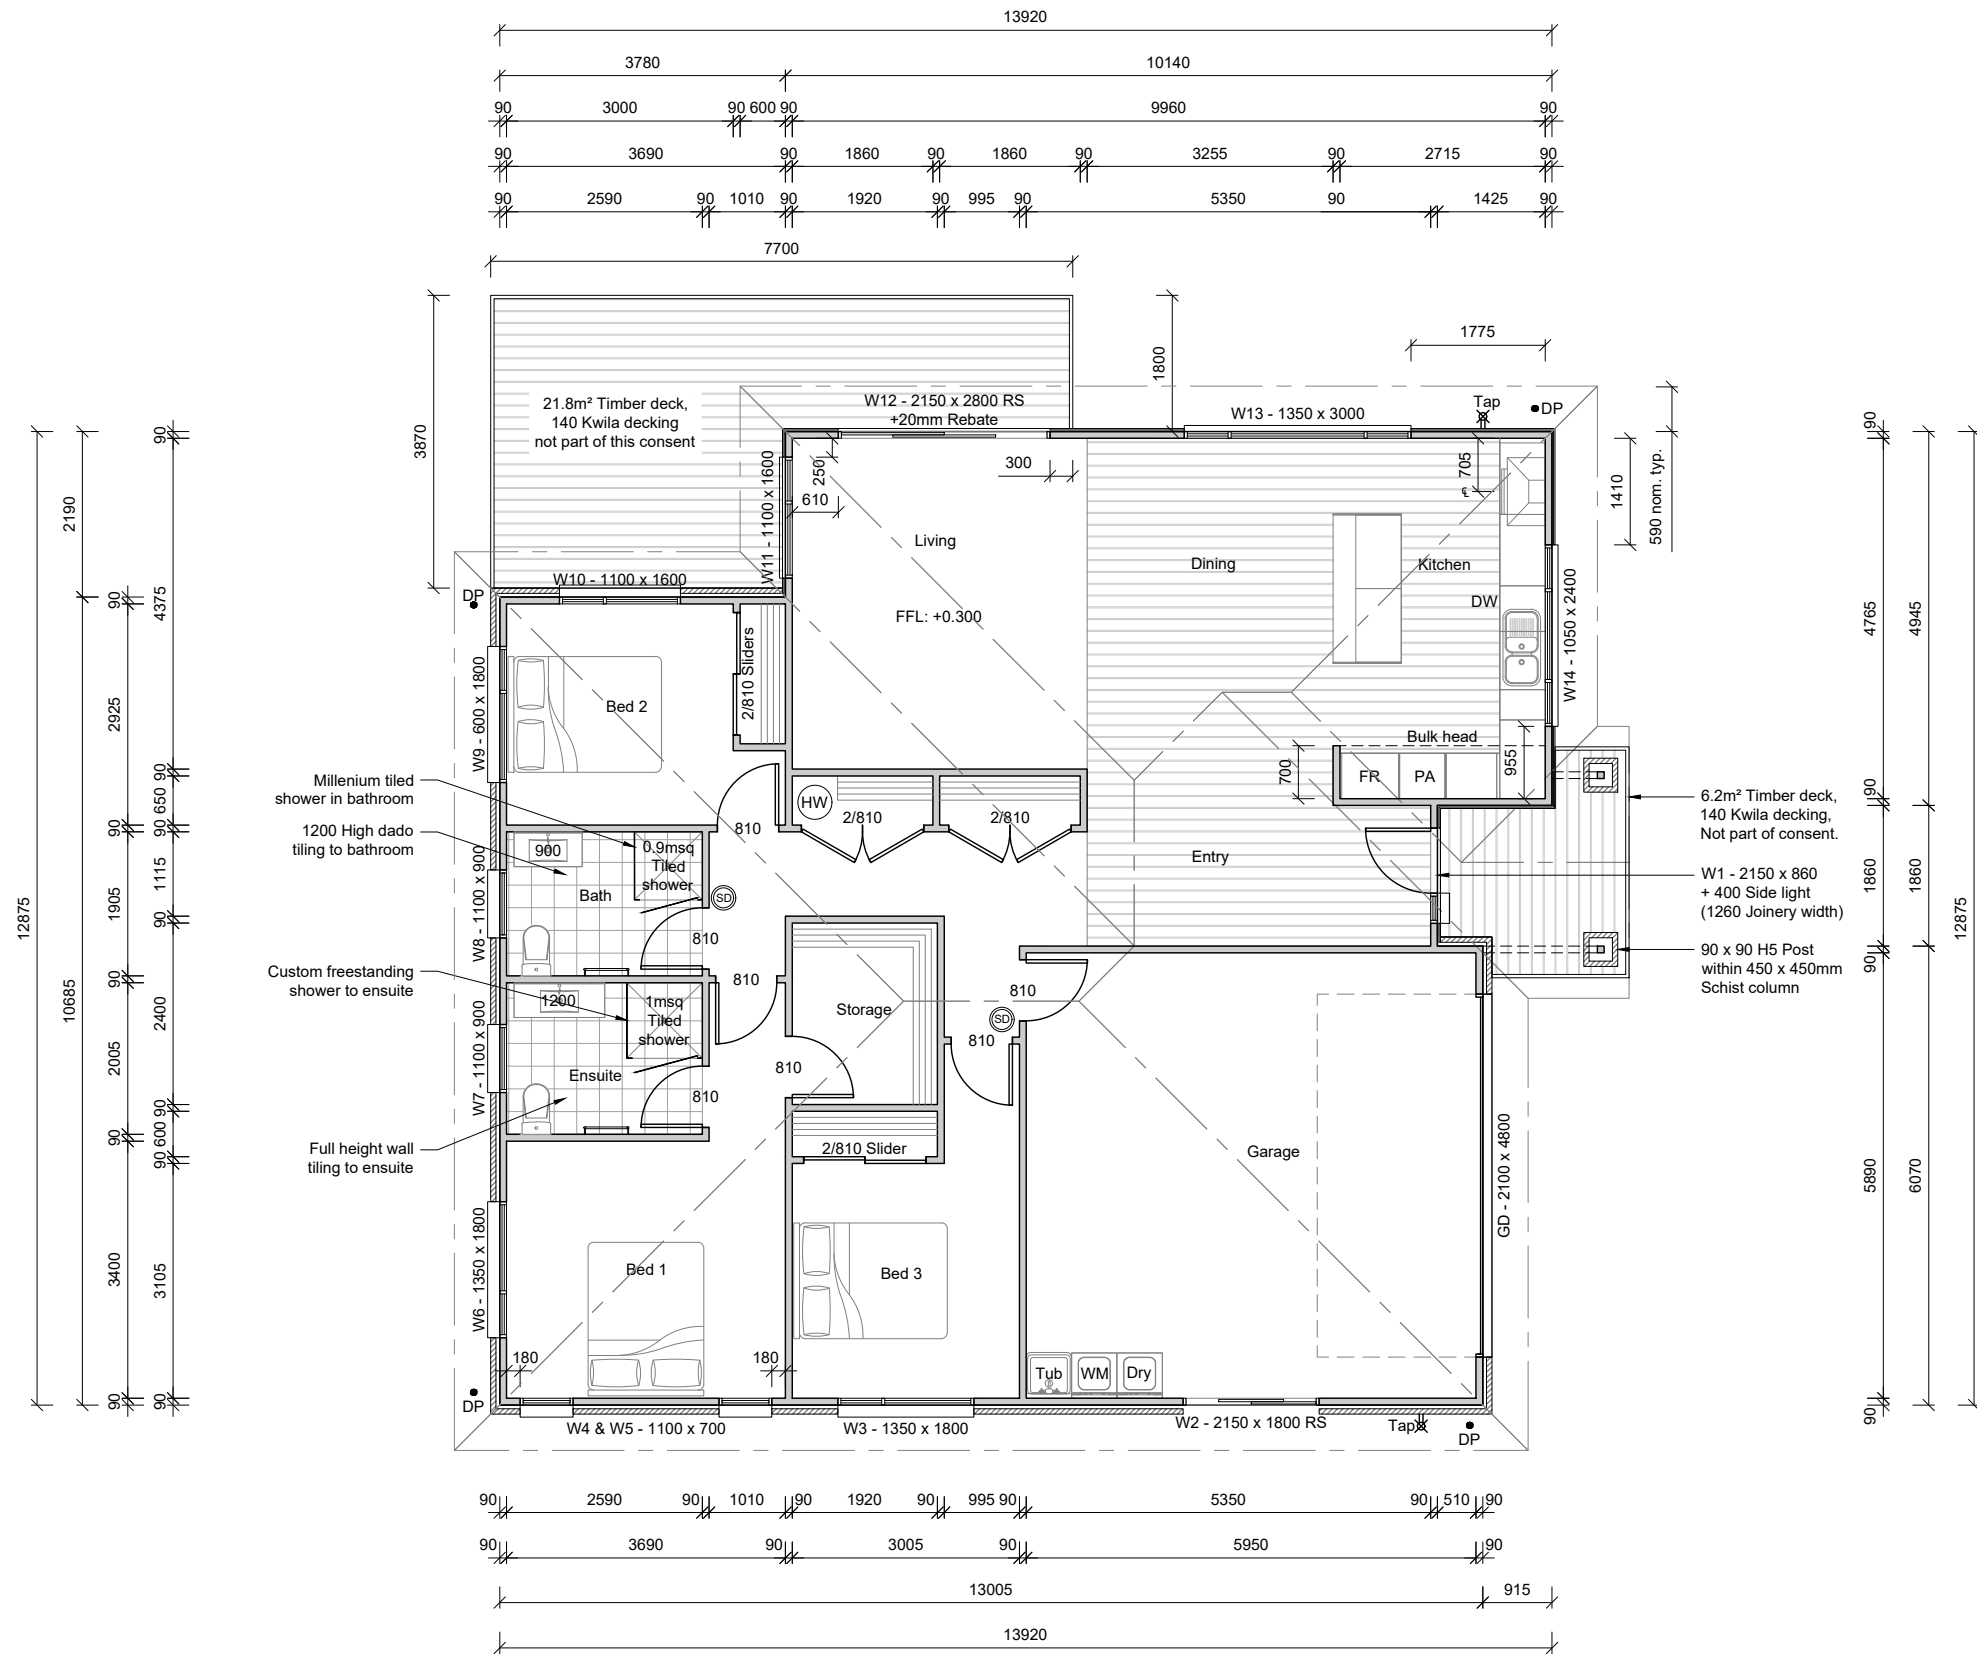 13920
3780 10140
90 3000 90 600 90 9960 90
90 3690 90 1860 90 1860 90 3255 90 2715 90
90 2590 90 1010 90 1920 90 995 90 5350 90 1425 90
7700
3870
1800
1775
21.8m² Timber deck,
140 Kwila decking
not part of this consent
W12 - 2150 x 2800 RS
+20mm Rebate
W13 - 1350 x 3000
Tap
DP
W11 - 1100 x 1600
250
610
300
705
℄
1410
590 nom. typ.
Living
FFL: +0.300
Dining
Kitchen
DW
W14 - 1050 x 2400
W10 - 1100 x 1600
DP
W9 - 600 x 1800
Bed 2
2/810 Sliders
Bulk head
700
FR
PA
955
HW
2/810
2/810
810
Millenium tiled
shower in bathroom
1200 High dado
tiling to bathroom
Custom freestanding
shower to ensuite
Full height wall
tiling to ensuite
900
0.9msq
Tiled
shower
Bath
SD
810
W8 - 1100 x 900
Entry
6.2m² Timber deck,
140 Kwila decking,
Not part of consent.
W1 - 2150 x 860
+ 400 Side light
(1260 Joinery width)
90 x 90 H5 Post
within 450 x 450mm
Schist column
810
1200
1msq
Tiled
shower
Ensuite
W7 - 1100 x 900
810
Storage
810
810
SD
810
2/810 Slider
Garage
GD - 2100 x 4800
W6 - 1350 x 1800
Bed 1
Bed 3
180
180
Tub
WM
Dry
DP
W4 & W5 - 1100 x 700
W3 - 1350 x 1800
W2 - 2150 x 1800 RS
Tap
DP
12875
2190
10685
90
2925
90
1905
90
2005
90
3400
90
90
4375
90
650
90
1115
90
2400
90
600
90
3105
90
90
4765
90
1860
90
5890
90
4945
1860
6070
12875
90 2590 90 1010 90 1920 90 995 90 5350 90 510 90
90 3690 90 3005 90 5950 90
13005 915
13920